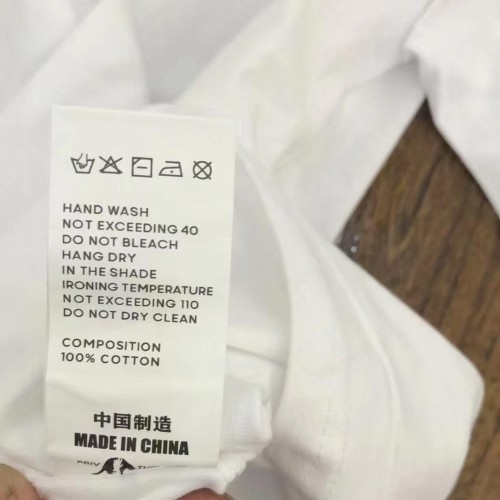 HAND WASH
NOT EXCEEDING 40
DO NOT BLEACH
HANG DRY
IN THE SHADE
IRONING TEMPERATURE
NOT EXCEEDING 110
DO NOT DRY CLEAN
COMPOSITION
100% COTTON
中国制造
MADE IN CHINA